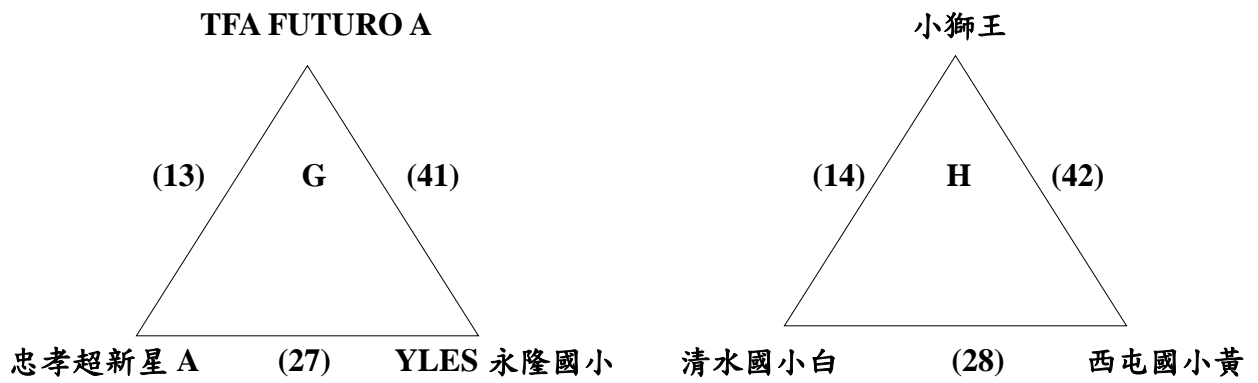 TFA FUTURO A
小獅王
(13) G (41)
(14) H (42)
忠孝超新星 A (27) YLES 永隆國小
清水國小白 (28) 西屯國小黃